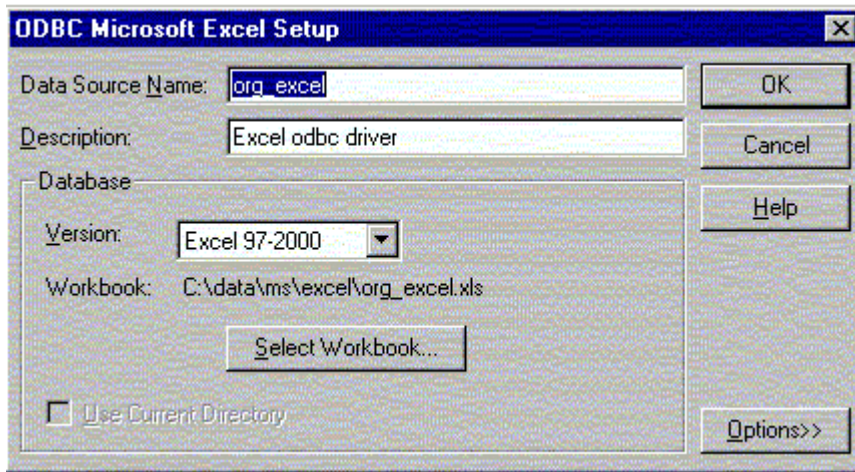 ODBC Microsoft Excel Setup
Data Source Name: org_excel
OK
Description: Excel odbc driver
Cancel
Database
Help
Version: Excel 97-2000
Workbook: C:\data\ms\excel\org_excel.xls
Select Workbook...
Use Current Directory
Options>>